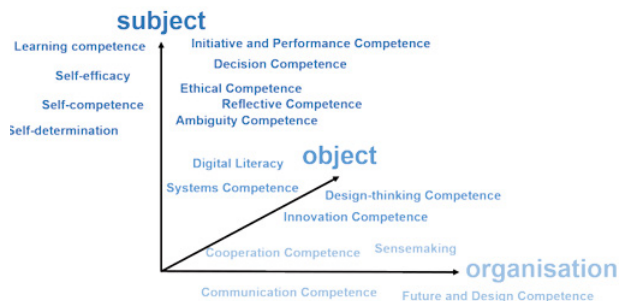 subject
Learning competence
Initiative and Performance Competence
Decision Competence
Self-efficacy
Ethical Competence
Self-competence
Reflective Competence
Ambiguity Competence
Self-determination
object
Digital Literacy
Systems Competence
Design-thinking Competence
Innovation Competence
Cooperation Competence
Sensemaking
organisation
Communication Competence
Future and Design Competence